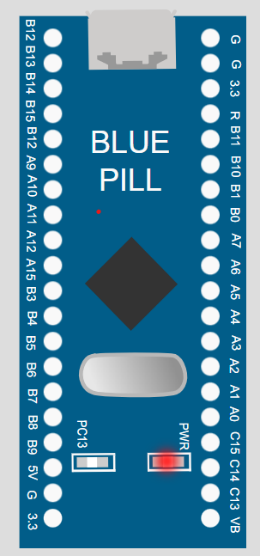 B12
B13
B14
B15
B12
A9
A10
A11
A12
A15
B3
B4
B5
B6
B7
B8
B9
5V
G
3.3
BLUE
PILL
PC13
PWR
G
G
3.3
R
B11
B10
B1
B0
A7
A6
A5
A4
A3
A2
A1
A0
C15
C14
C13
VB